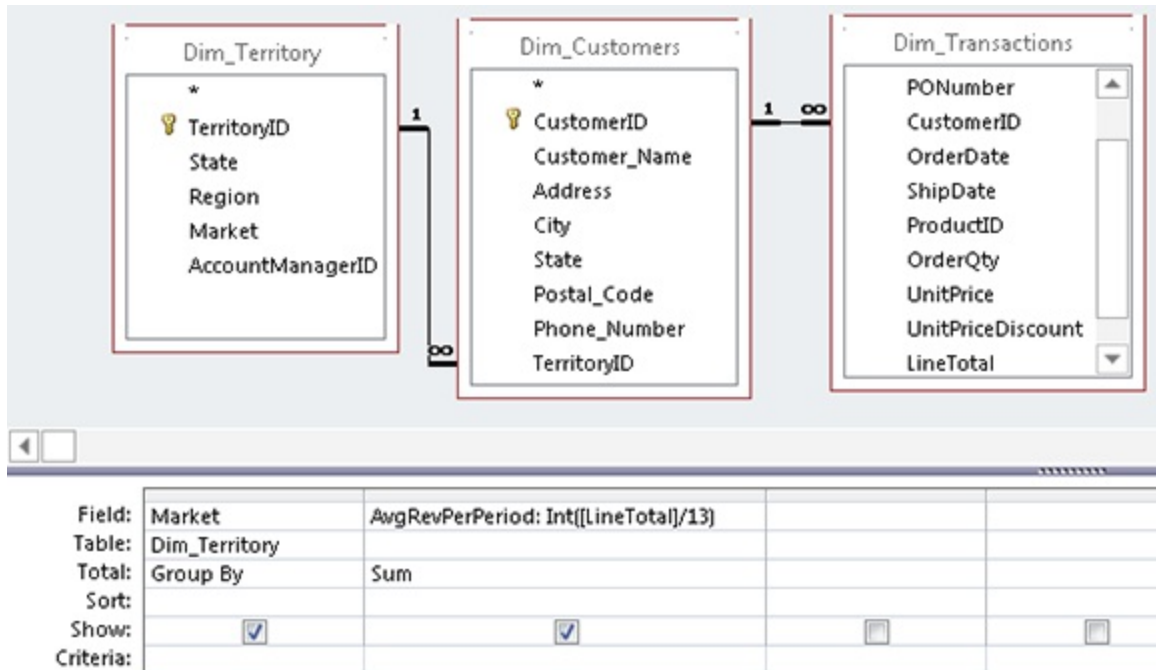 Dim_Territory
*
TerritoryID
State
Region
Market
AccountManagerID
1
∞
Dim_Customers
*
CustomerID
Customer_Name
Address
City
State
Postal_Code
Phone_Number
TerritoryID
1 ∞
Dim_Transactions
PONumber
CustomerID
OrderDate
ShipDate
ProductID
OrderQty
UnitPrice
UnitPriceDiscount
LineTotal
Field: Market AvgRevPerPeriod: Int([LineTotal]/13)
Table: Dim_Territory
Total: Group By Sum
Sort:
Show:
Criteria: